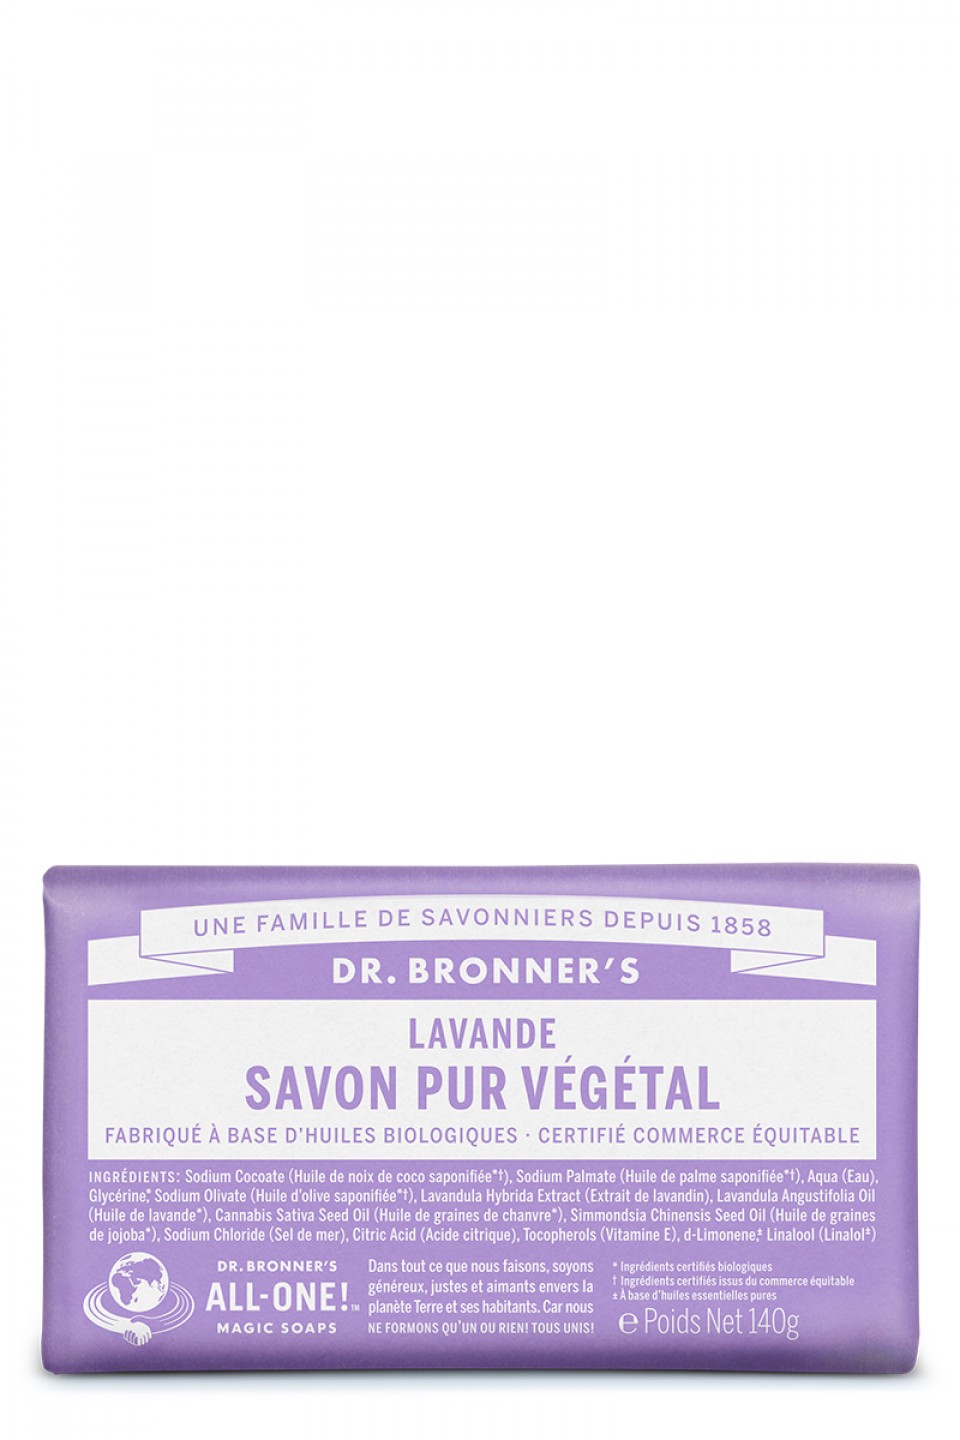 UNE FAMILLE DE SAVONNIERS DEPUIS 1858
DR. BRONNER'S
LAVANDE
SAVON PUR VÉGÉTAL
FABRIQUÉ À BASE D'HUILES BIOLOGIQUES · CERTIFIÉ COMMERCE ÉQUITABLE
INGRÉDIENTS: Sodium Cocoate (Huile de noix de coco saponifiée*†), Sodium Palmate (Huile de palme saponifiée*†), Aqua (Eau),
Glycérine,* Sodium Olivate (Huile d'olive saponifiée*†), Lavandula Hybrida Extract (Extrait de lavandin), Lavandula Angustifolia Oil
(Huile de lavande*), Cannabis Sativa Seed Oil (Huile de graines de chanvre*), Simmondsia Chinensis Seed Oil (Huile de graines
de jojoba*), Sodium Chloride (Sel de mer), Citric Acid (Acide citrique), Tocopherols (Vitamine E), d-Limonene,‡ Linalool (Linalol‡)
DR. BRONNER'S
ALL-ONE!™
MAGIC SOAPS
Dans tout ce que nous faisons, soyons
généreux, justes et aimants envers la
planète Terre et ses habitants. Car nous
NE FORMONS QU'UN OU RIEN! TOUS UNIS!
* Ingrédients certifiés biologiques
† Ingrédients certifiés issus du commerce équitable
‡ À base d'huiles essentielles pures
℮ Poids Net 140g